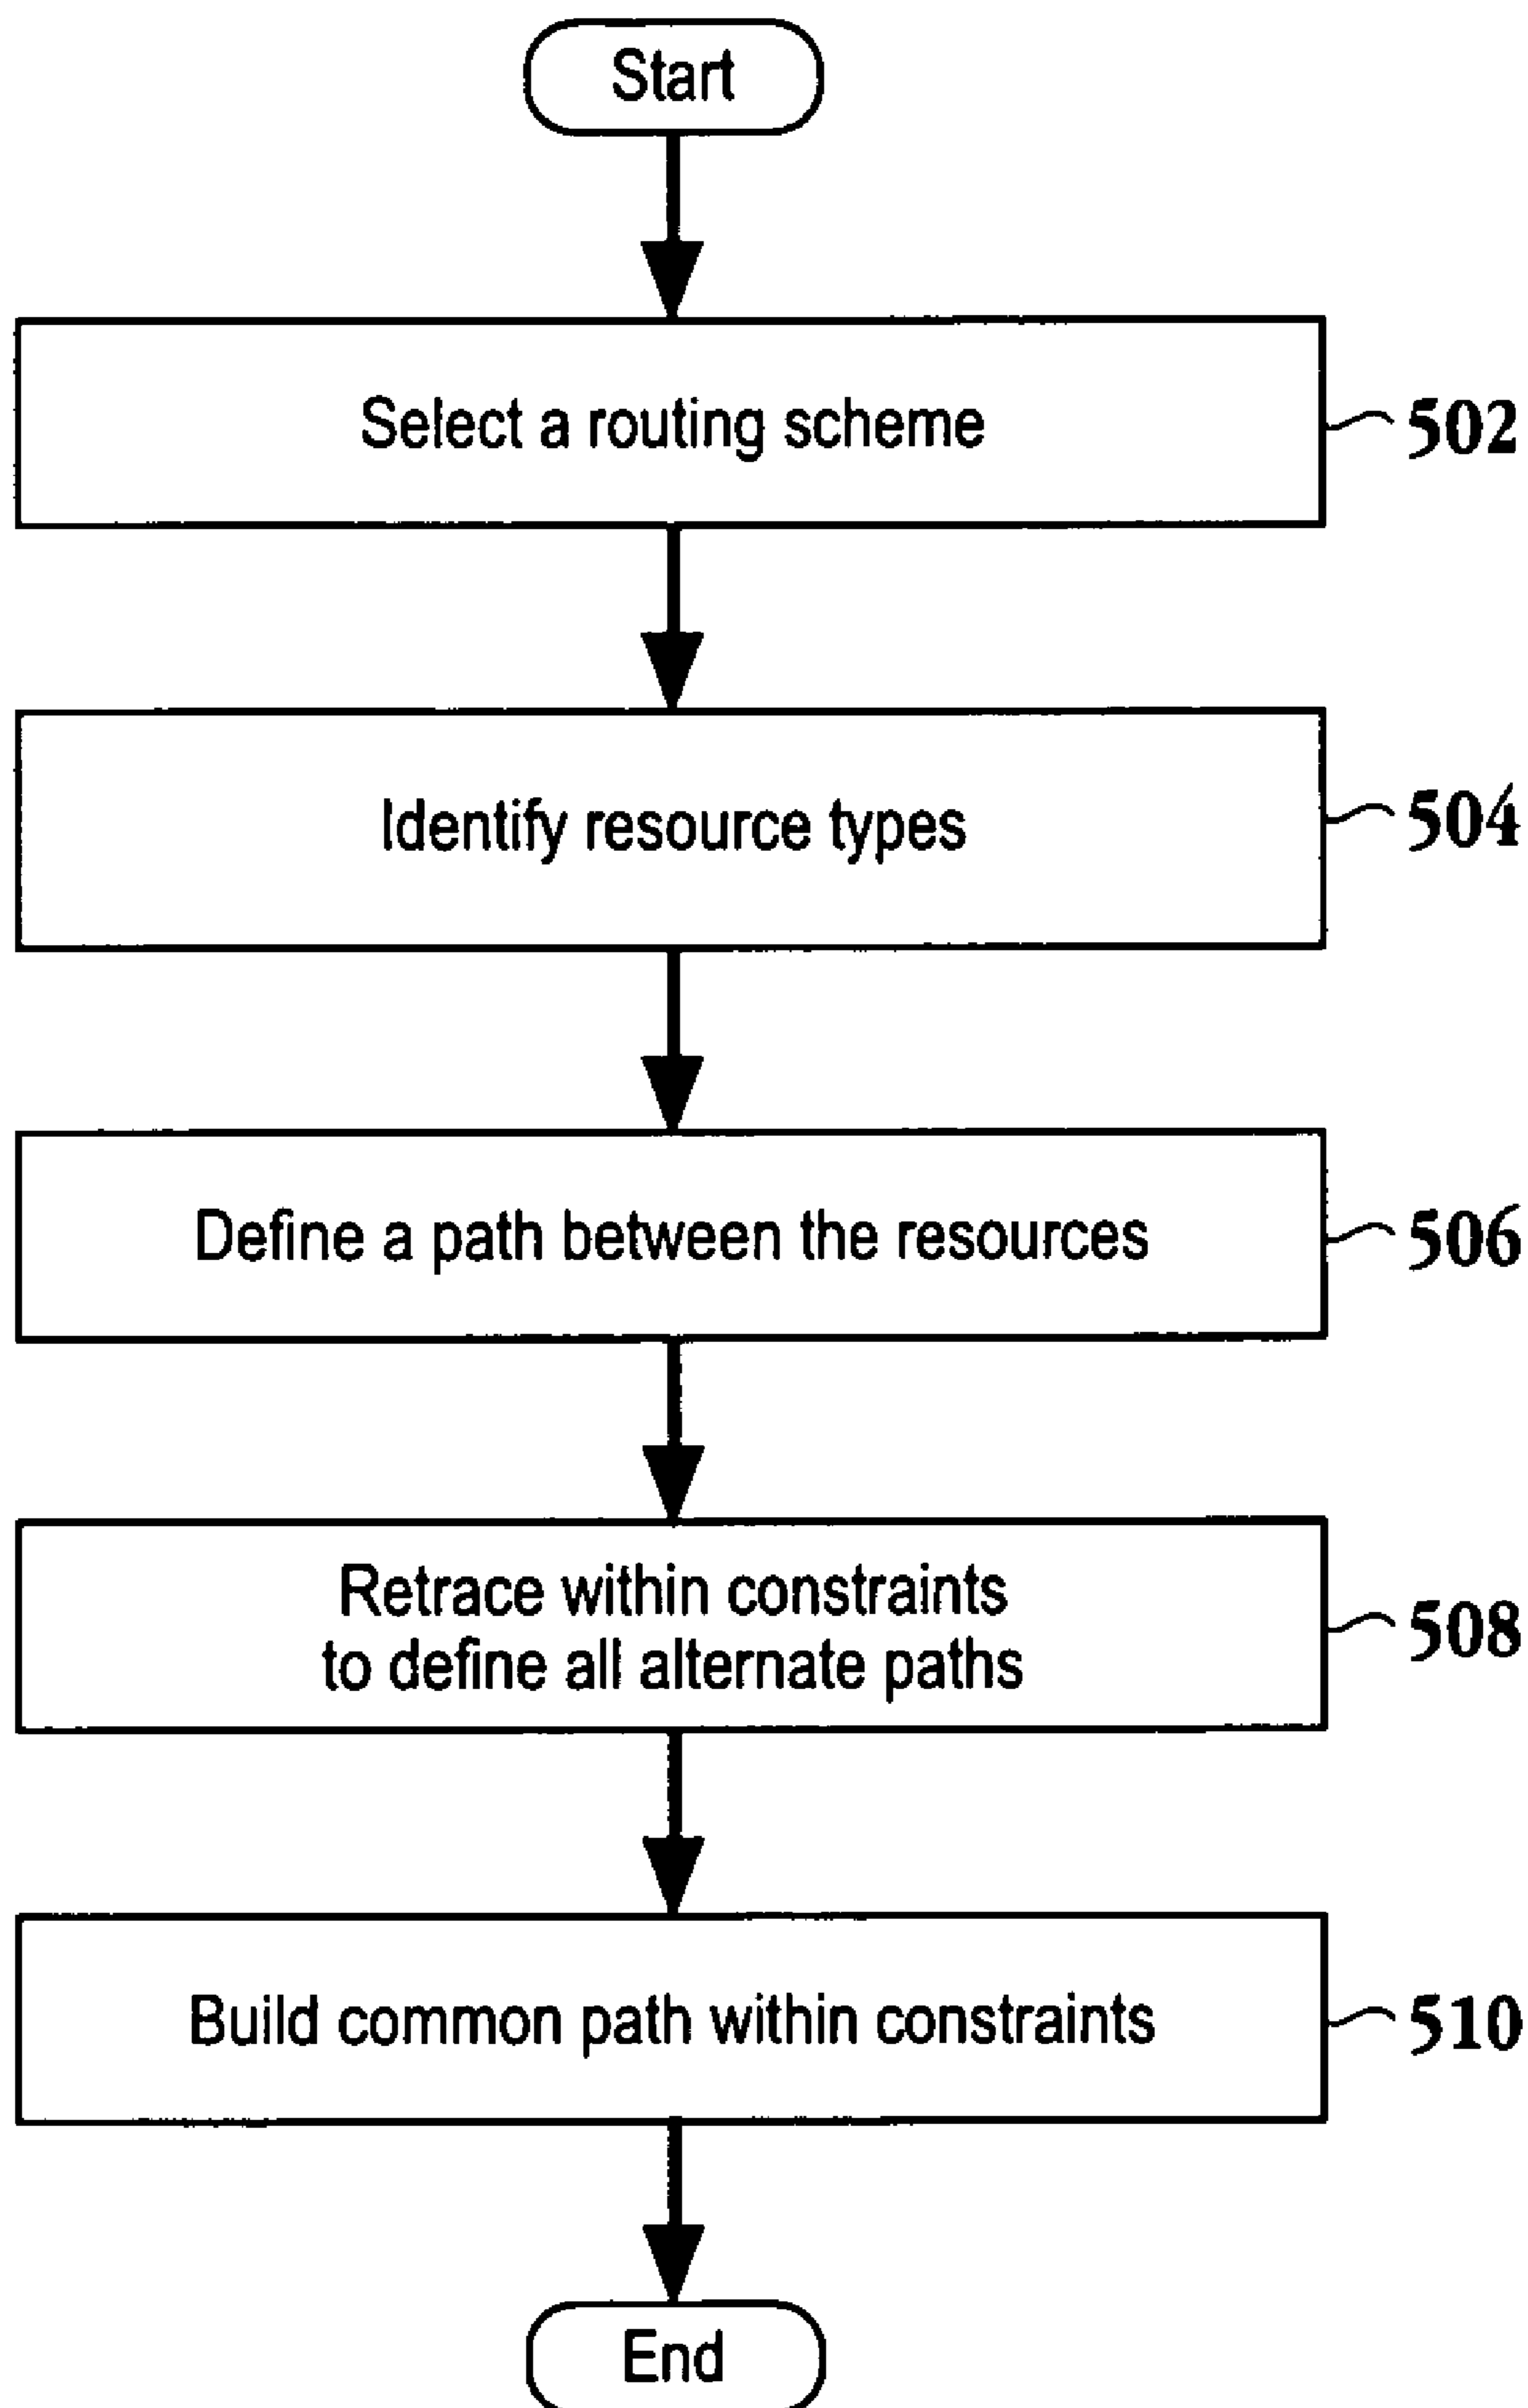 Start
Select a routing scheme
502
Identify resource types
504
Define a path between the resources
506
Retrace within constraints
to define all alternate paths
508
Build common path within constraints
510
End